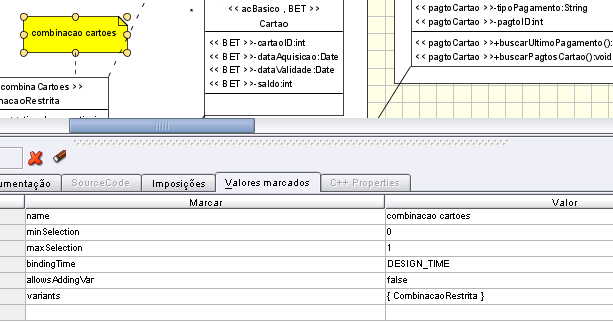 combinacao cartoes
*
<< combina Cartoes >>
nacaoRestrita
<< acBasico , BET >>
Cartao
<< BET >>-cartaoID:int
<< BET >>-dataAquisicao:Date
<< BET >>-dataValidade:Date
<< BET >>-saldo:int
<< pagtoCartao >>-tipoPagamento:String
<< pagtoCartao >>-pagtoID:int
<< pagtoCartao >>+buscarUltimoPagamento():
<< pagtoCartao >>+buscarPagtosCartao():void
umentação SourceCode Imposições Valores marcados C++ Properties
Marcar Valor
name combinacao cartoes
minSelection 0
maxSelection 1
bindingTime DESIGN_TIME
allowsAddingVar false
variants { CombinacaoRestrita }